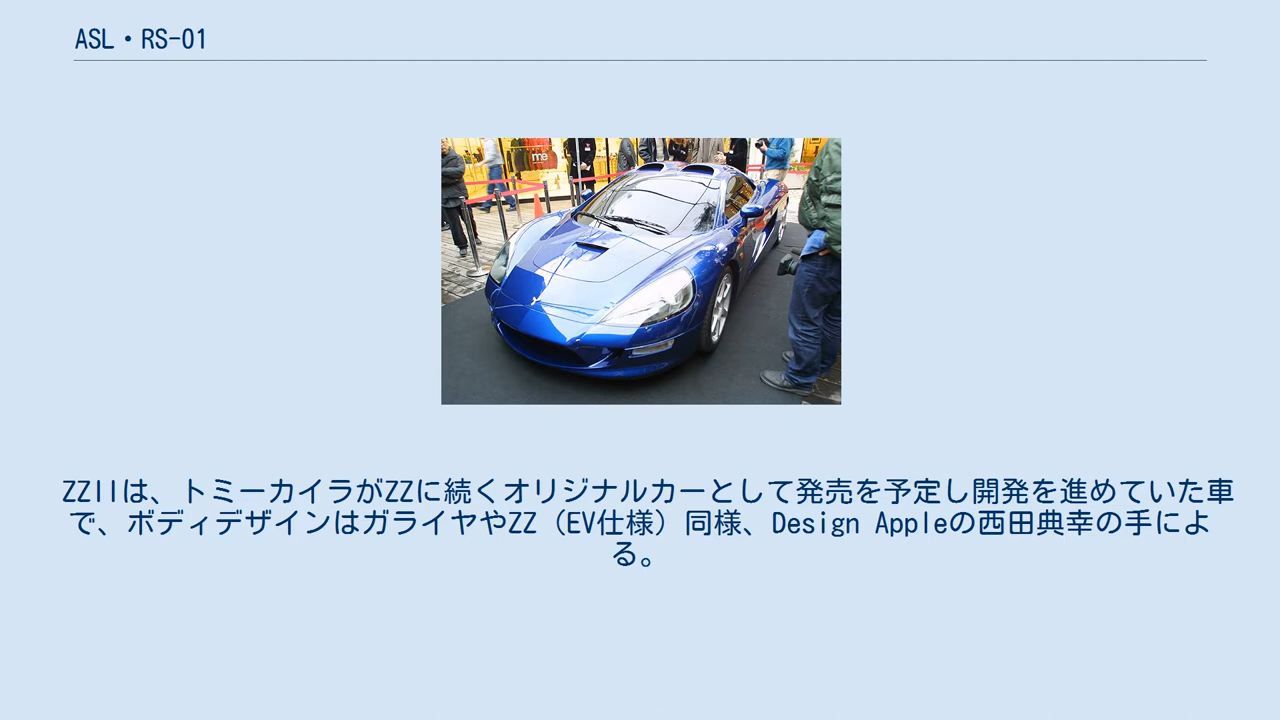 ASL・RS-01
me
ZZIIは、トミーカイラがZZに続くオリジナルカーとして発売を予定し開発を進めていた車
で、ボディデザインはガライヤやZZ（EV仕様）同様、Design Appleの西田典幸の手によ
る。